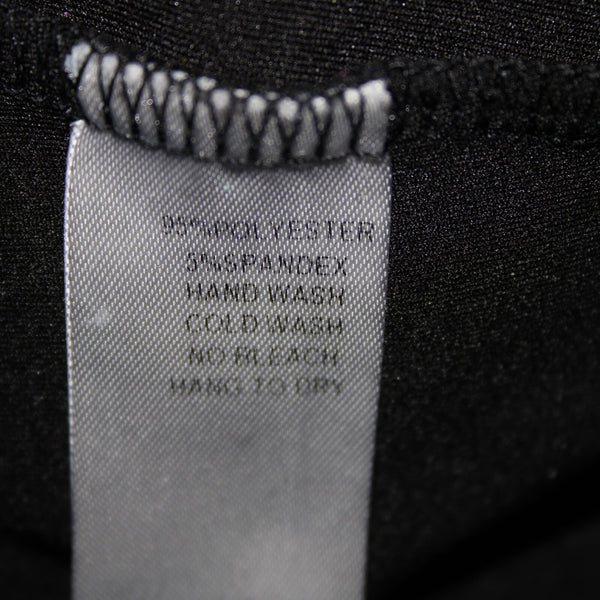 95%POLYESTER
5%SPANDEX
HAND WASH
COLD WASH
NO BLEACH
HANG TO DRY